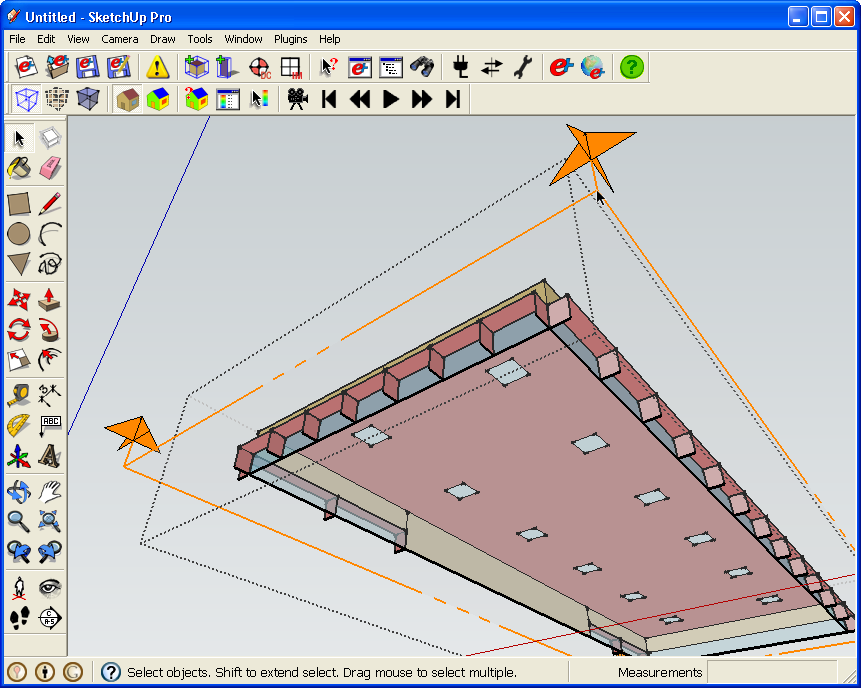 Untitled - SketchUp Pro
File Edit View Camera Draw Tools Window Plugins Help
ABC
Select objects. Shift to extend select. Drag mouse to select multiple.
Measurements